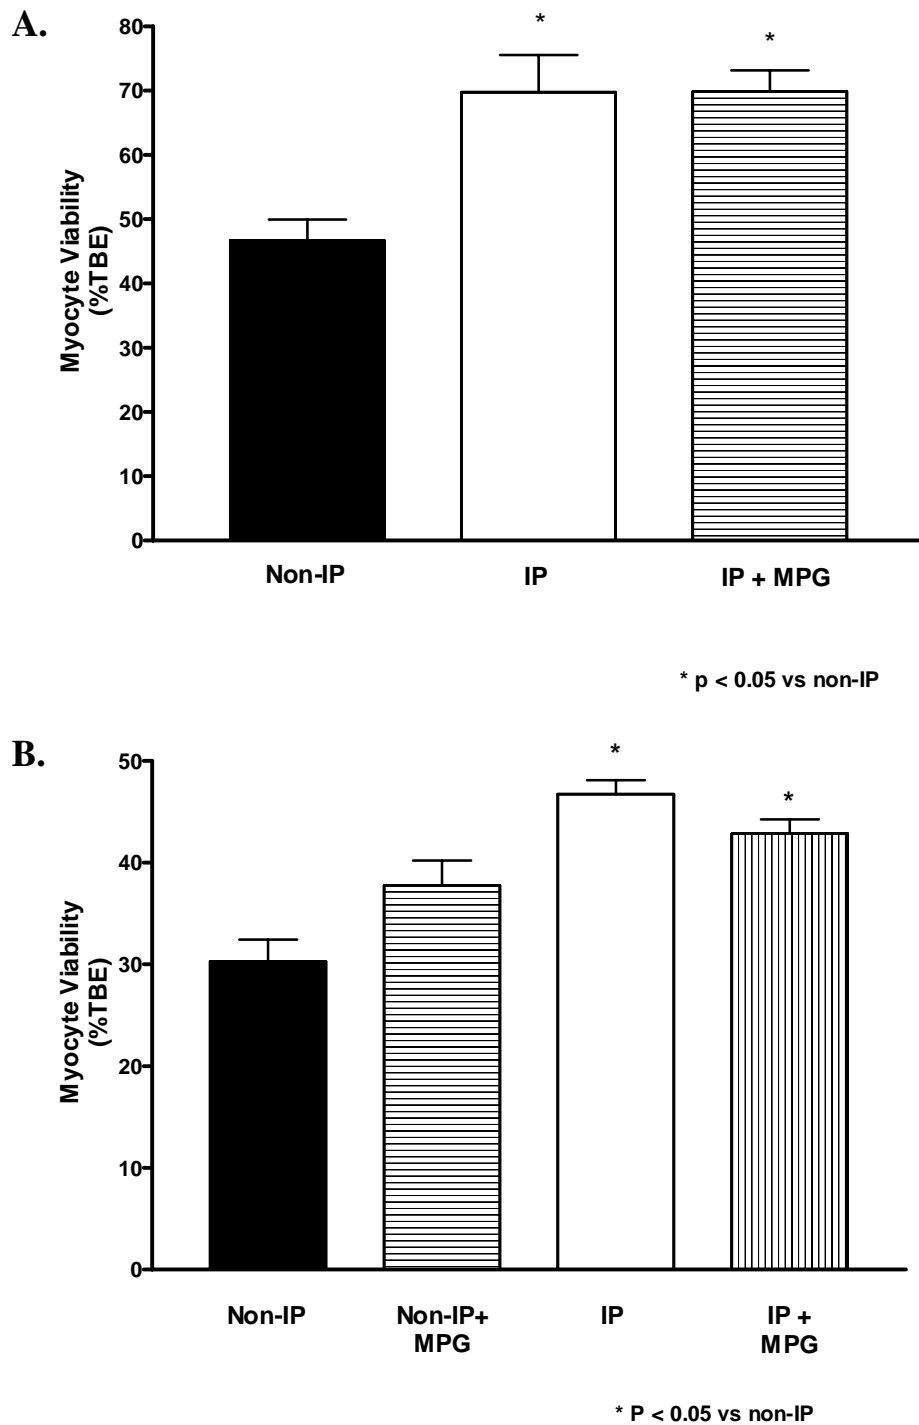 A.
80
70
60
50
40
30
20
10
0
Myocyte Viability
(%TBE)
*
*
Non-IP
IP
IP + MPG
* p < 0.05 vs non-IP
B.
50
40
30
20
10
0
Myocyte Viability
(%TBE)
*
*
Non-IP
Non-IP+
MPG
IP
IP +
MPG
* P < 0.05 vs non-IP